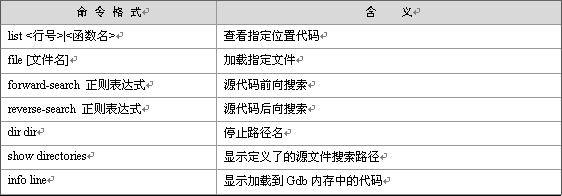 命 令 格 式 含 义
list <行号>|<函数名> 查看指定位置代码
file [文件名] 加载指定文件
forward-search 正则表达式 源代码前向搜索
reverse-search 正则表达式 源代码后向搜索
dir dir 停止路径名
show directories 显示定义了的源文件搜索路径
info line 显示加载到 Gdb 内存中的代码